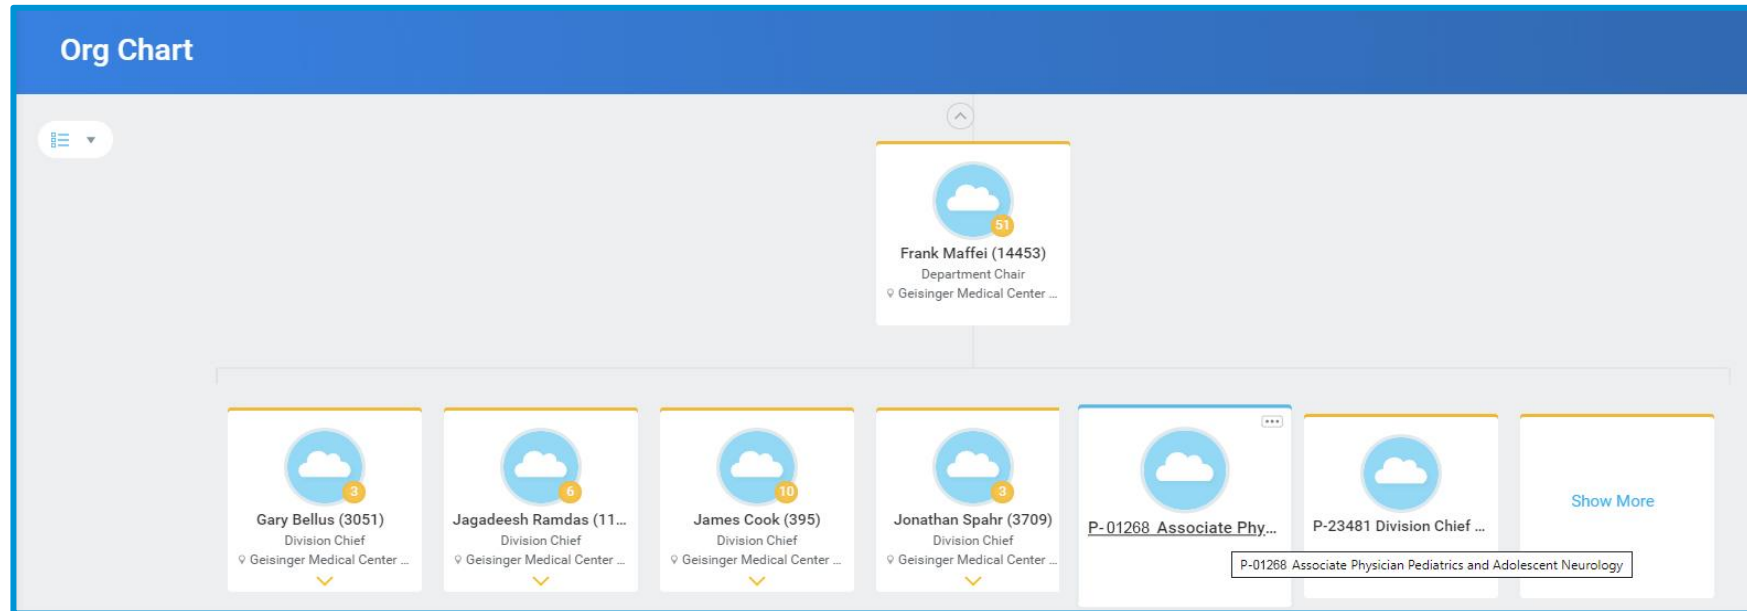 Org Chart
51
Frank Maffei (14453)
Department Chair
Geisinger Medical Center ...
3
Gary Bellus (3051)
Division Chief
Geisinger Medical Center ...
6
Jagadeesh Ramdas (11...
Division Chief
Geisinger Medical Center ...
10
James Cook (395)
Division Chief
Geisinger Medical Center ...
3
Jonathan Spahr (3709)
Division Chief
Geisinger Medical Center ...
P-01268 Associate Phy...
P-23481 Division Chief ...
Show More
P-01268 Associate Physician Pediatrics and Adolescent Neurology